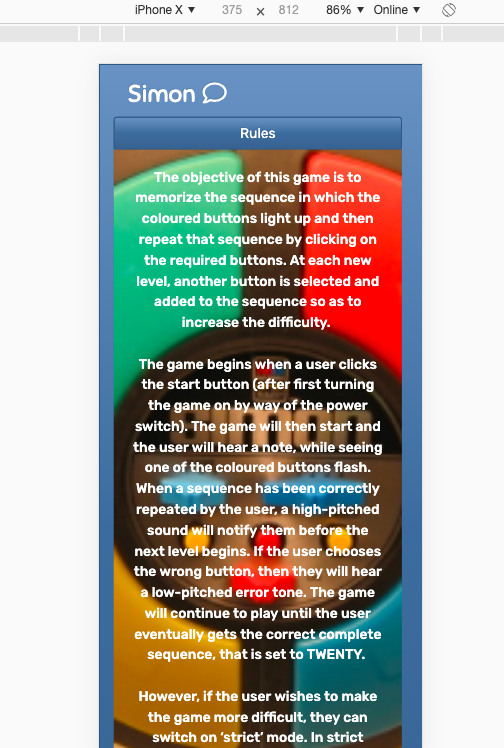 iPhone X ▼ 375 × 812 86% ▼ Online ▼
Simon
Rules
The objective of this game is to
memorize the sequence in which the
coloured buttons light up and then
repeat that sequence by clicking on
the required buttons. At each new
level, another button is selected and
added to the sequence so as to
increase the difficulty.
The game begins when a user clicks
the start button (after first turning
the game on by way of the power
switch). The game will then start and
the user will hear a note, while seeing
one of the coloured buttons flash.
When a sequence has been correctly
repeated by the user, a high-pitched
sound will notify them before the
next level begins. If the user chooses
the wrong button, then they will hear
a low-pitched error tone. The game
will continue to play until the user
eventually gets the correct complete
sequence, that is set to TWENTY.
However, if the user wishes to make
the game more difficult, they can
switch on ‘strict’ mode. In strict